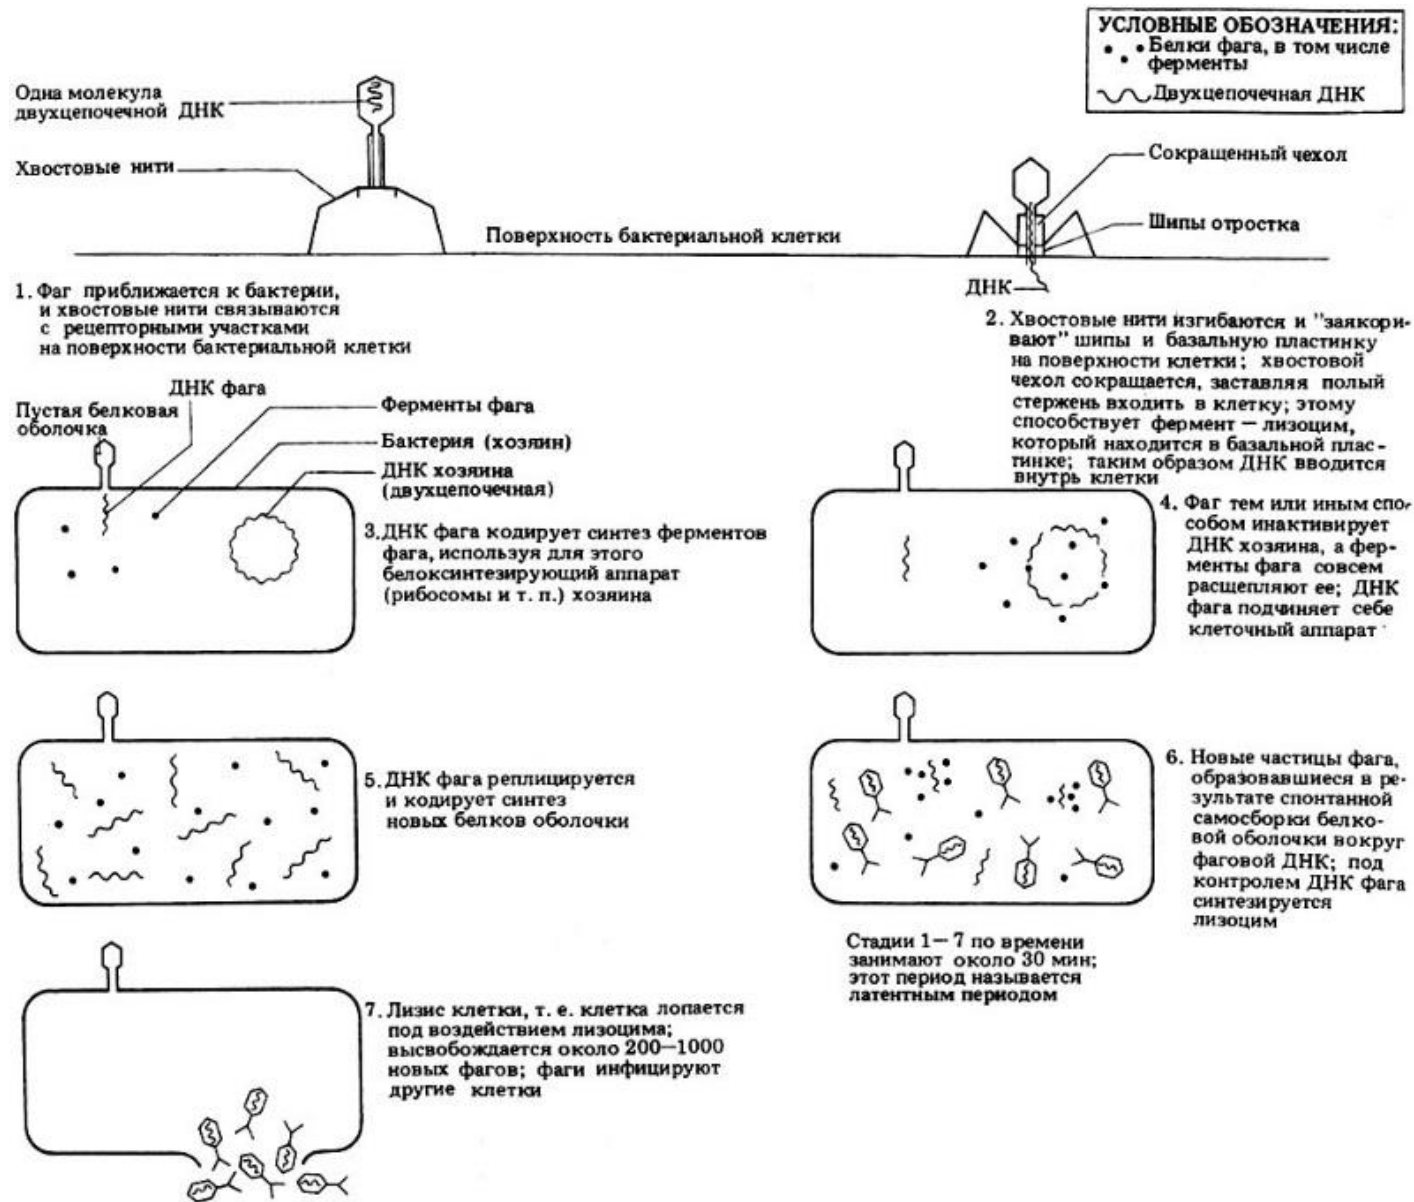 УСЛОВНЫЕ ОБОЗНАЧЕНИЯ:
Белки фага, в том числе
ферменты
Двухцепочечная ДНК
Одна молекула
двухцепочечной ДНК
Хвостовые нити
Сокращенный чехол
Шипы отростка
Поверхность бактериальной клетки
ДНК
1. Фаг приближается к бактерии,
и хвостовые нити связываются
с рецепторными участками
на поверхности бактериальной клетки
2. Хвостовые нити изгибаются и "заякори-
вают" шипы и базальную пластинку
на поверхности клетки; хвостовой
чехол сокращается, заставляя полый
стержень входить в клетку; этому
способствует фермент — лизоцим,
который находится в базальной плас-
тинке; таким образом ДНК вводится
внутрь клетки
ДНК фага
Пустая белковая
оболочка
Ферменты фага
Бактерия (хозяин)
ДНК хозяина
(двухцепочечная)
3. ДНК фага кодирует синтез ферментов
фага, используя для этого
белоксинтезирующий аппарат
(рибосомы и т. п.) хозяина
4. Фаг тем или иным спо-
собом инактивирует
ДНК хозяина, а фер-
менты фага совсем
расщепляют ее; ДНК
фага подчиняет себе
клеточный аппарат
5. ДНК фага реплицируется
и кодирует синтез
новых белков оболочки
6. Новые частицы фага,
образовавшиеся в ре-
зультате спонтанной
самосборки белко-
вой оболочки вокруг
фаговой ДНК; под
контролем ДНК фага
синтезируется
лизоцим
Стадии 1—7 по времени
занимают около 30 мин;
этот период называется
латентным периодом
7. Лизис клетки, т. е. клетка лопается
под воздействием лизоцима;
высвобождается около 200—1000
новых фагов; фаги инфицируют
другие клетки